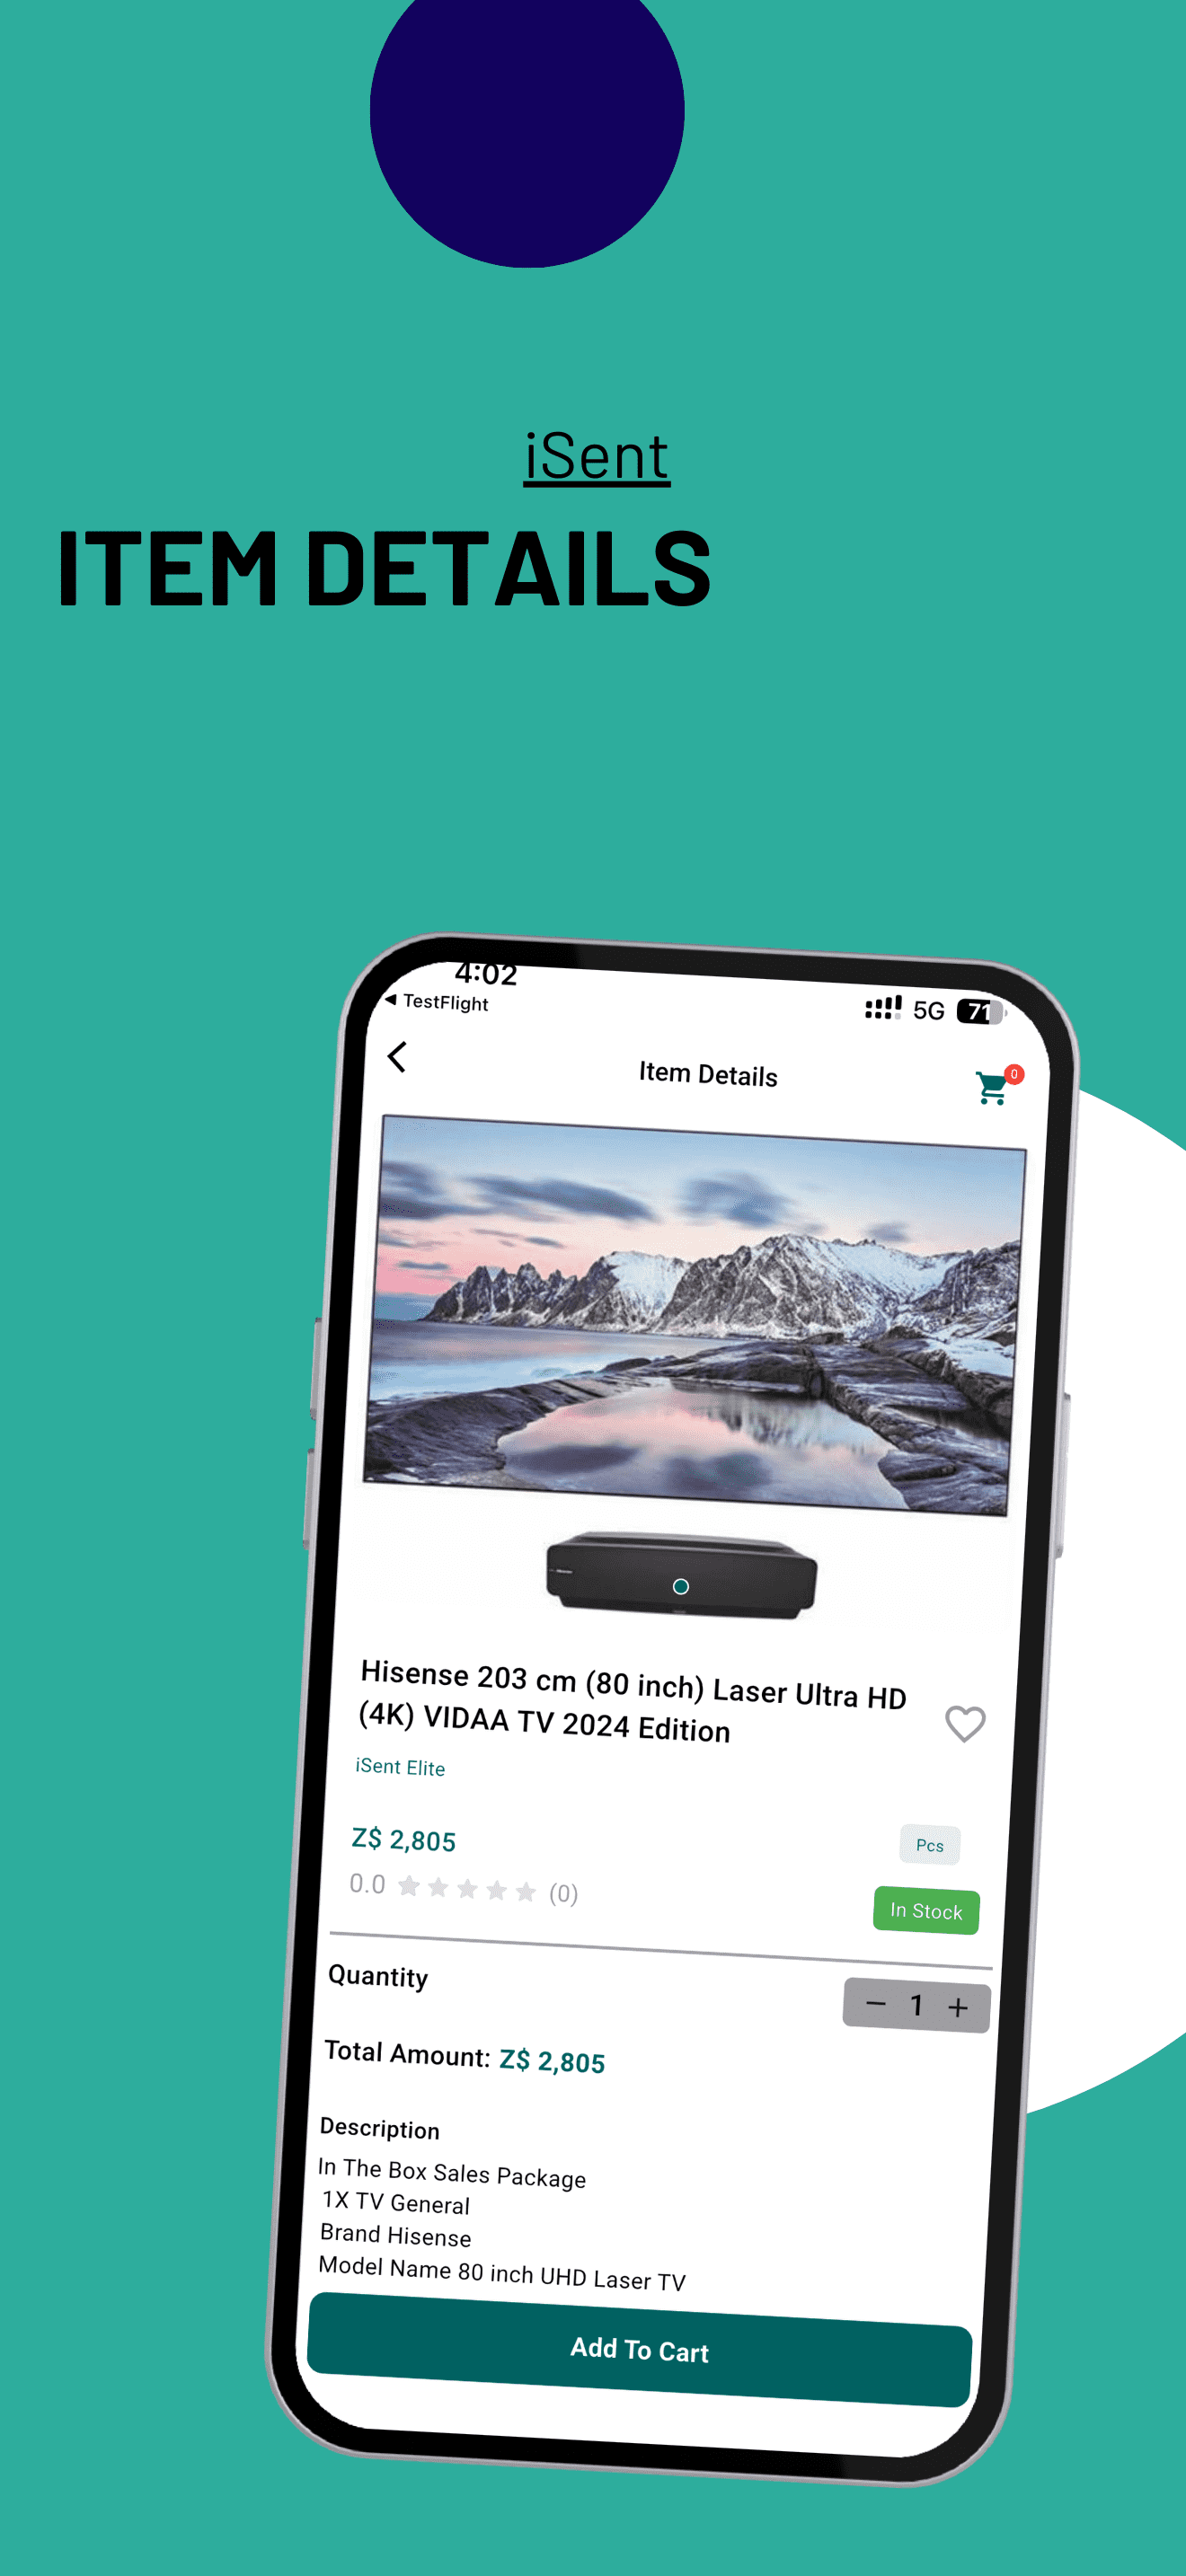 iSent
ITEM DETAILS
4:02
◀ TestFlight
5G 71
Item Details
0
Hisense 203 cm (80 inch) Laser Ultra HD
(4K) VIDAA TV 2024 Edition
iSent Elite
Z$ 2,805
Pcs
0.0 (0)
In Stock
Quantity
− 1 +
Total Amount: Z$ 2,805
Description
In The Box Sales Package
1X TV General
Brand Hisense
Model Name 80 inch UHD Laser TV
Add To Cart